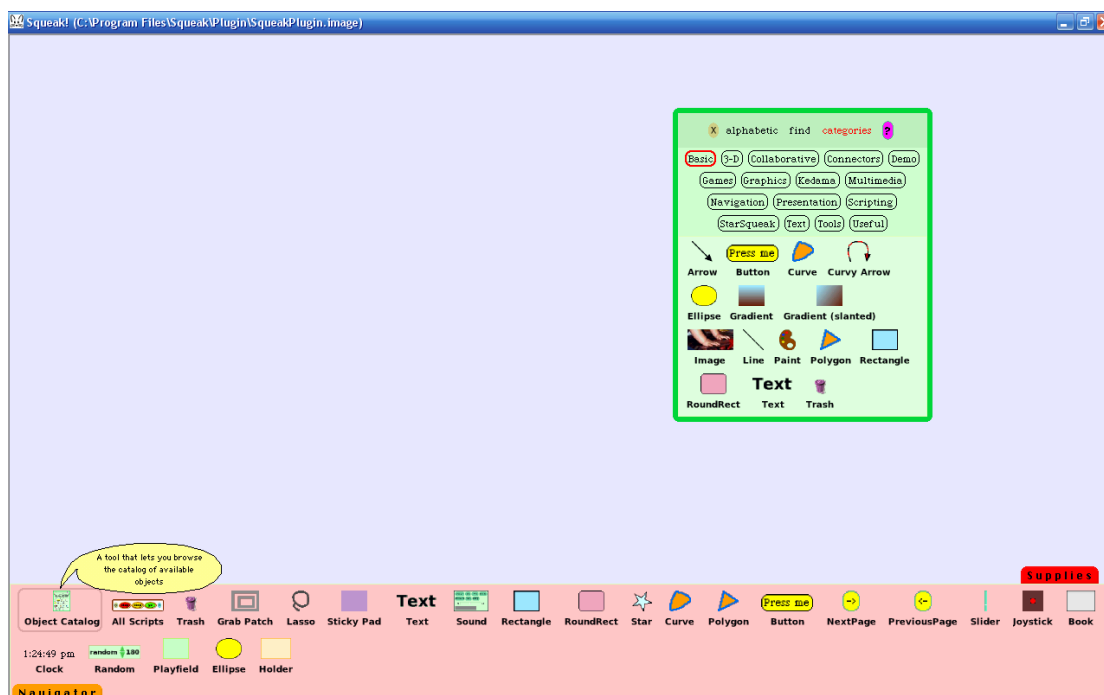 Squeak! (C:\Program Files\Squeak\Plugin\SqueakPlugin.image)
X alphabetic find categories ?
Basic 3-D Collaborative Connectors Demo
Games Graphics Kedama Multimedia
Navigation Presentation Scripting
StarSqueak Text Tools Useful
Press me
Arrow Button Curve Curvy Arrow
Ellipse Gradient Gradient (slanted)
Image Line Paint Polygon Rectangle
Text
RoundRect Text Trash
A tool that lets you browse
the catalog of available
objects
Supplies
Text Press me -> <-
Object Catalog All Scripts Trash Grab Patch Lasso Sticky Pad Text Sound Rectangle RoundRect Star Curve Polygon Button NextPage PreviousPage Slider Joystick Book
1:24:49 pm random 180
Clock Random Playfield Ellipse Holder
Navigator